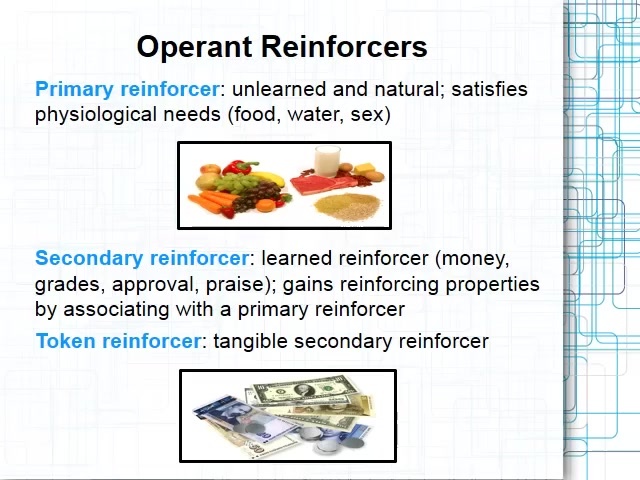 Operant Reinforcers
Primary reinforcer: unlearned and natural; satisfies
physiological needs (food, water, sex)
Secondary reinforcer: learned reinforcer (money,
grades, approval, praise); gains reinforcing properties
by associating with a primary reinforcer
Token reinforcer: tangible secondary reinforcer